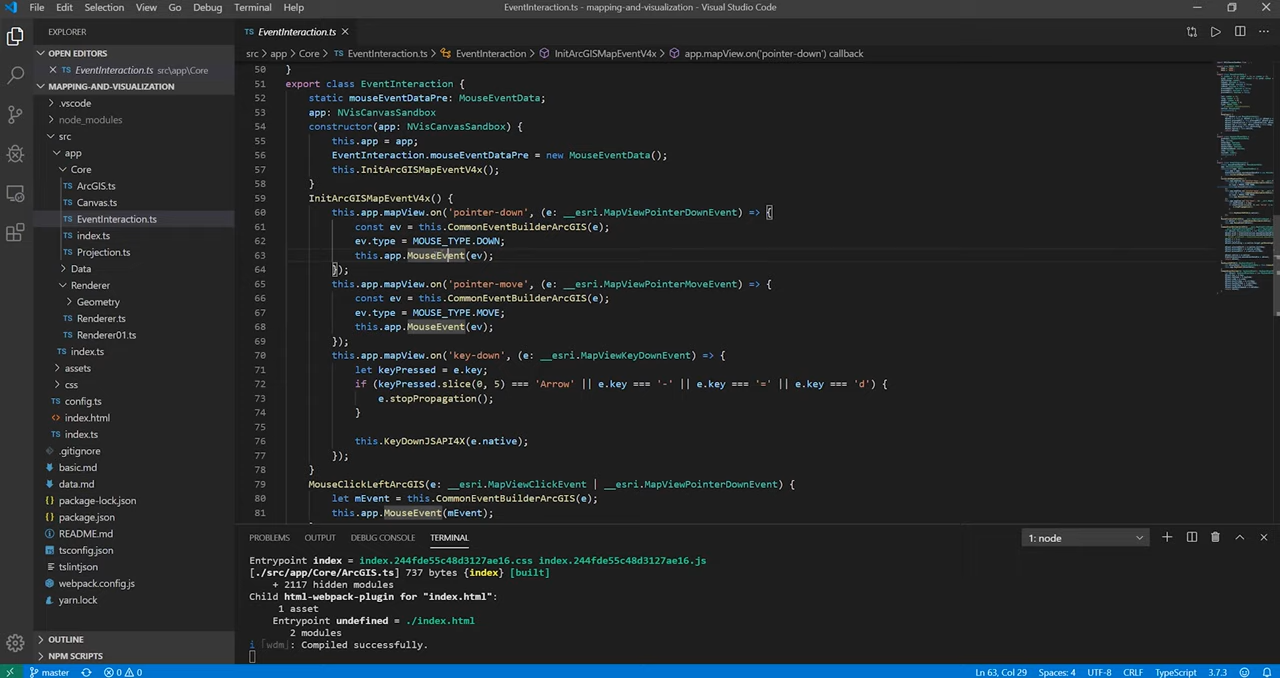 File Edit Selection View Go Debug Terminal Help
EventInteraction.ts - mapping-and-visualization - Visual Studio Code
EXPLORER
OPEN EDITORS
EventInteraction.ts src\app\Core
MAPPING-AND-VISUALIZATION
.vscode
node_modules
src
app
Core
TS ArcGIS.ts
TS Canvas.ts
TS EventInteraction.ts
TS index.ts
TS Projection.ts
Data
Renderer
Geometry
TS Renderer.ts
TS Renderer01.ts
TS index.ts
assets
css
TS config.ts
<> index.html
TS index.ts
.gitignore
basic.md
data.md
{} package-lock.json
{} package.json
README.md
tsconfig.json
tslintjson
webpack.config.js
yarn.lock
OUTLINE
NPM SCRIPTS
TS EventInteraction.ts
src > app > Core > TS EventInteraction.ts > EventInteraction > InitArcGISMapEventV4x > app.mapView.on('pointer-down') callback
50 }
51 export class EventInteraction {
52 static mouseEventDataPre: MouseEventData;
53 app: NVisCanvasSandbox
54 constructor(app: NVisCanvasSandbox) {
55 this.app = app;
56 EventInteraction.mouseEventDataPre = new MouseEventData();
57 this.InitArcGISMapEventV4x();
58 }
59 InitArcGISMapEventV4x() {
60 this.app.mapView.on('pointer-down', (e: __esri.MapViewPointerDownEvent) => {
61 const ev = this.CommonEventBuilderArcGIS(e);
62 ev.type = MOUSE_TYPE.DOWN;
63 this.app.MouseEvent(ev);
64 });
65 this.app.mapView.on('pointer-move', (e: __esri.MapViewPointerMoveEvent) => {
66 const ev = this.CommonEventBuilderArcGIS(e);
67 ev.type = MOUSE_TYPE.MOVE;
68 this.app.MouseEvent(ev);
69 });
70 this.app.mapView.on('key-down', (e: __esri.MapViewKeyDownEvent) => {
71 let keyPressed = e.key;
72 if (keyPressed.slice(0, 5) === 'Arrow' || e.key === '-' || e.key === '=' || e.key === 'd') {
73 e.stopPropagation();
74 }
75
76 this.KeyDownJSAPI4X(e.native);
77 });
78 }
79 MouseClickLeftArcGIS(e: __esri.MapViewClickEvent | __esri.MapViewPointerDownEvent) {
80 let mEvent = this.CommonEventBuilderArcGIS(e);
81 this.app.MouseEvent(mEvent);
PROBLEMS OUTPUT DEBUG CONSOLE TERMINAL
1: node
Entrypoint index = index.244fde55c48d3127ae16.css index.244fde55c48d3127ae16.js
[./src/app/Core/ArcGIS.ts] 737 bytes {index} [built]
+ 2117 hidden modules
Child html-webpack-plugin for "index.html":
1 asset
Entrypoint undefined = ./index.html
2 modules
i ｢wdm｣: Compiled successfully.
master 0 0
Ln 63, Col 29 Spaces: 4 UTF-8 CRLF TypeScript 3.7.3